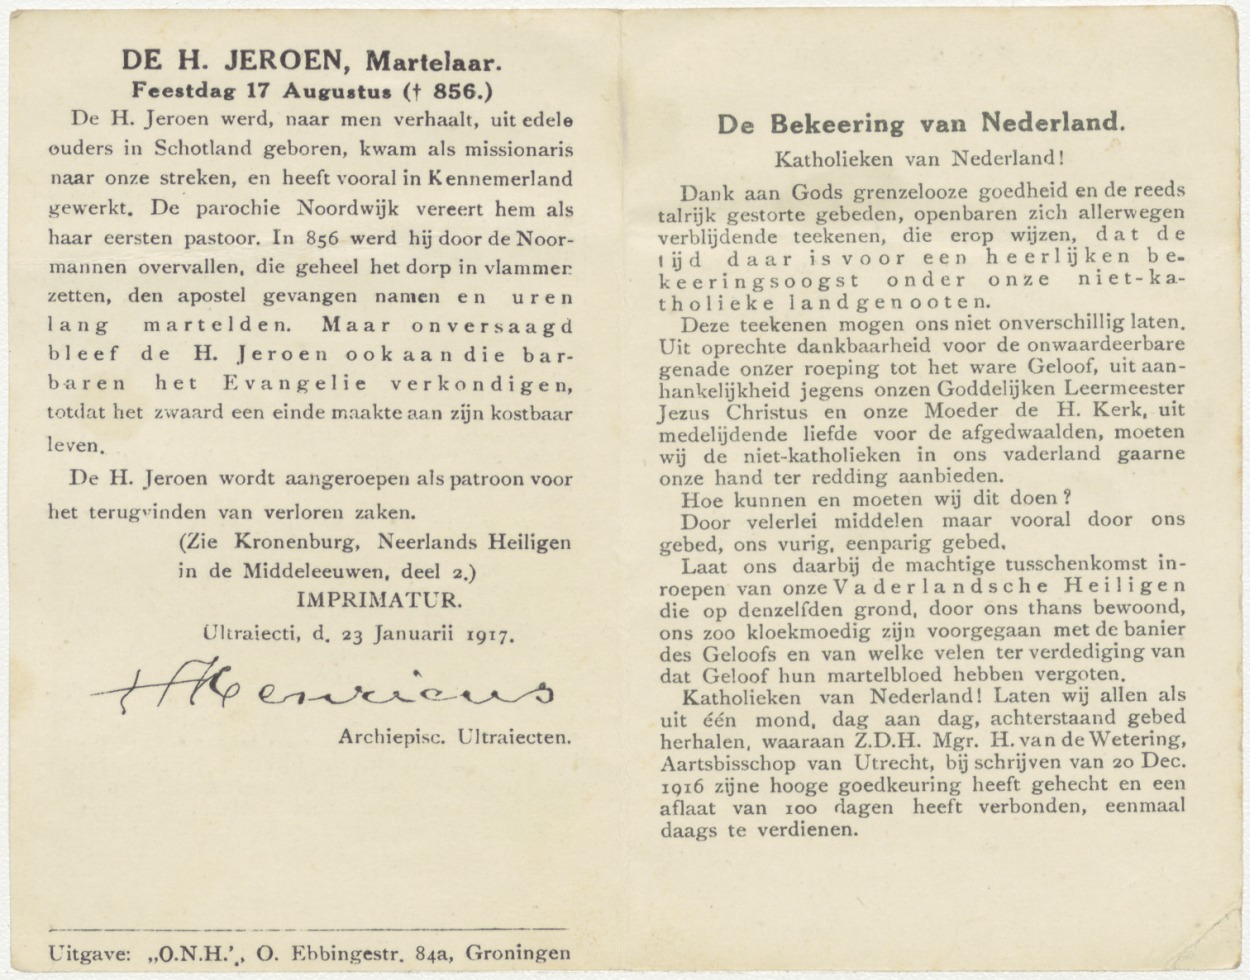 DE H. JEROEN, Martelaar.
Feestdag 17 Augustus († 856.)
De H. Jeroen werd, naar men verhaalt, uit edele
ouders in Schotland geboren, kwam als missionaris
naar onze streken, en heeft vooral in Kennemerland
gewerkt. De parochie Noordwijk vereert hem als
haar eersten pastoor. In 856 werd hij door de Noor-
mannen overvallen, die geheel het dorp in vlammen
zetten, den apostel gevangen namen en uren
lang martelden. Maar onversaagd
bleef de H. Jeroen ook aan die bar-
baren het Evangelie verkondigen,
totdat het zwaard een einde maakte aan zijn kostbaar
leven.
De H. Jeroen wordt aangeroepen als patroon voor
het terugvinden van verloren zaken.
(Zie Kronenburg, Neerlands Heiligen
in de Middeleeuwen, deel 2.)
IMPRIMATUR.
Ultraiecti, d. 23 Januarii 1917.
† Henricus
Archiepisc. Ultraiecten.
Uitgave: „O.N.H.’, O. Ebbingestr. 84a, Groningen
De Bekeering van Nederland.
Katholieken van Nederland!
Dank aan Gods grenzelooze goedheid en de reeds
talrijk gestorte gebeden, openbaren zich allerwegen
verblijdende teekenen, die erop wijzen, dat de
tijd daar is voor een heerlijken be-
keeringsoogst onder onze niet-ka-
tholieke landgenooten.
Deze teekenen mogen ons niet onverschillig laten.
Uit oprechte dankbaarheid voor de onwaardeerbare
genade onzer roeping tot het ware Geloof, uit aan-
hankelijkheid jegens onzen Goddelijken Leermeester
Jezus Christus en onze Moeder de H. Kerk, uit
medelijdende liefde voor de afgedwaalden, moeten
wij de niet-katholieken in ons vaderland gaarne
onze hand ter redding aanbieden.
Hoe kunnen en moeten wij dit doen?
Door velerlei middelen maar vooral door ons
gebed, ons vurig, eenparig gebed.
Laat ons daarbij de machtige tusschenkomst in-
roepen van onze Vaderlandsche Heiligen
die op denzelfden grond, door ons thans bewoond,
ons zoo kloekmoedig zijn voorgegaan met de banier
des Geloofs en van welke velen ter verdediging van
dat Geloof hun martelbloed hebben vergoten.
Katholieken van Nederland! Laten wij allen als
uit één mond, dag aan dag, achterstaand gebed
herhalen, waaraan Z.D.H. Mgr. H. van de Wetering,
Aartsbisschop van Utrecht, bij schrijven van 20 Dec.
1916 zijne hooge goedkeuring heeft gehecht en een
aflaat van 100 dagen heeft verbonden, eenmaal
daags te verdienen.